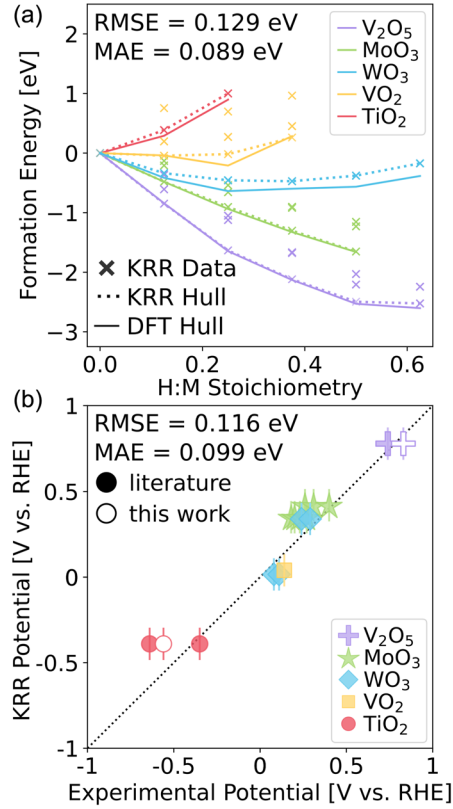 (a)
RMSE = 0.129 eV
MAE = 0.089 eV
V₂O₅
MoO₃
WO₃
VO₂
TiO₂
Formation Energy [eV]
2
1
0
−1
−2
−3
KRR Data
KRR Hull
DFT Hull
0.0
0.2
0.4
0.6
H:M Stoichiometry
(b)
RMSE = 0.116 eV
MAE = 0.099 eV
literature
this work
KRR Potential [V vs. RHE]
1
0.5
0
-0.5
-1
V₂O₅
MoO₃
WO₃
VO₂
TiO₂
-1
-0.5
0
0.5
1
Experimental Potential [V vs. RHE]